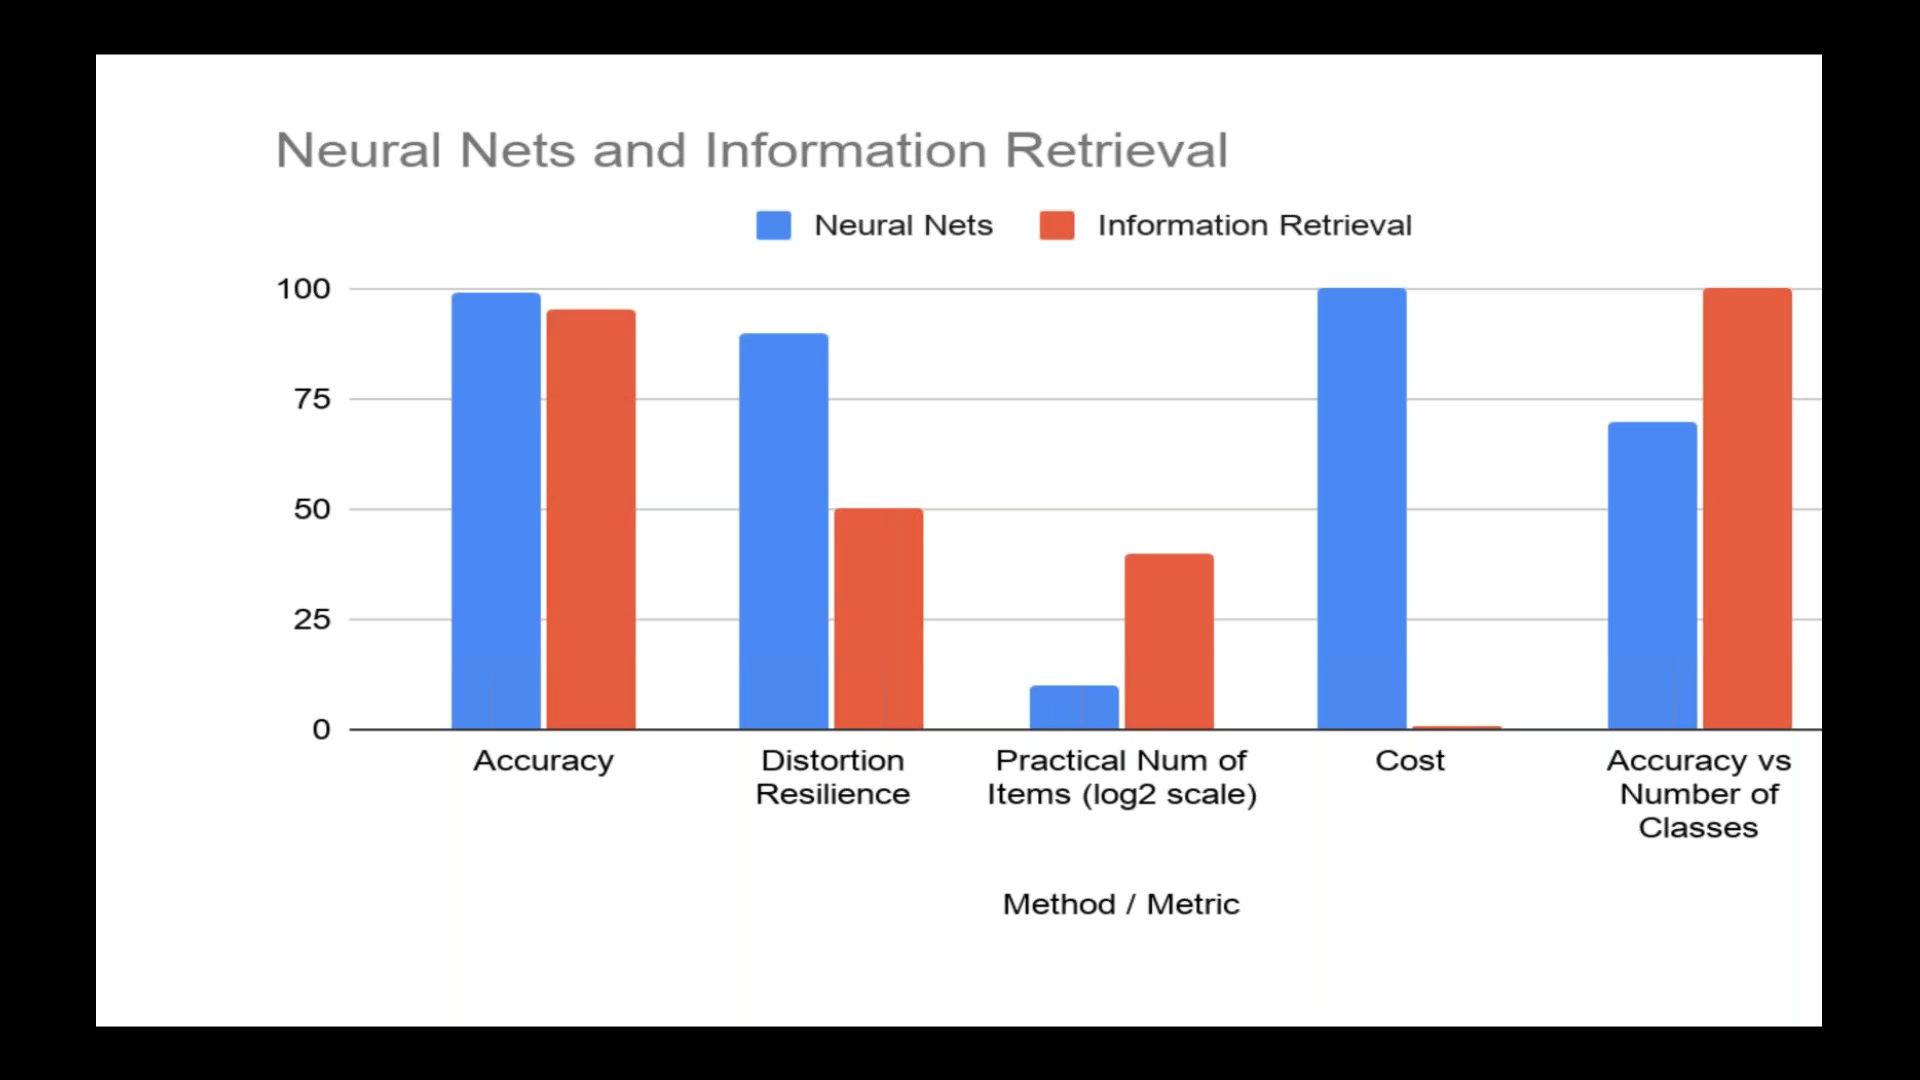 Neural Nets and Information Retrieval
Neural Nets Information Retrieval
100
75
50
25
0
Accuracy
Distortion
Resilience
Practical Num of
Items (log2 scale)
Cost
Accuracy vs
Number of
Classes
Method / Metric